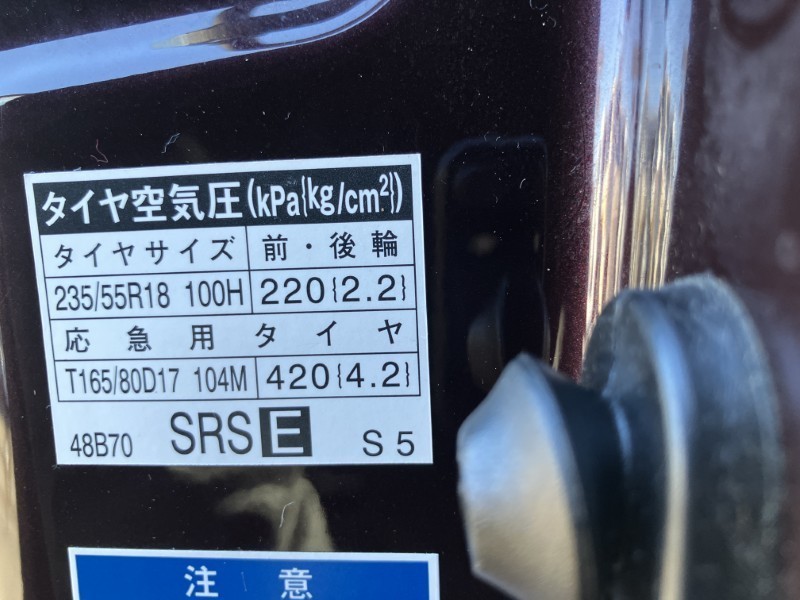 タイヤ空気圧(kPa{kg/cm²})
タイヤサイズ 前・後輪
235/55R18 100H 220{2.2}
応急用タイヤ
T165/80D17 104M 420{4.2}
48B70 SRS E S5
注意